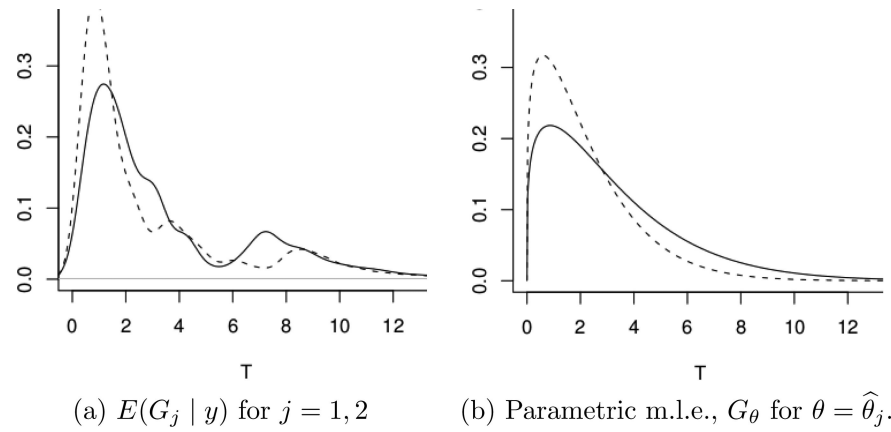 0.3
0.2
0.1
0.0
0 2 4 6 8 10 12
T
(a) E(G_j | y) for j = 1, 2
0.3
0.2
0.1
0.0
0 2 4 6 8 10 12
T
(b) Parametric m.l.e., G_θ for θ = θ̂_j.